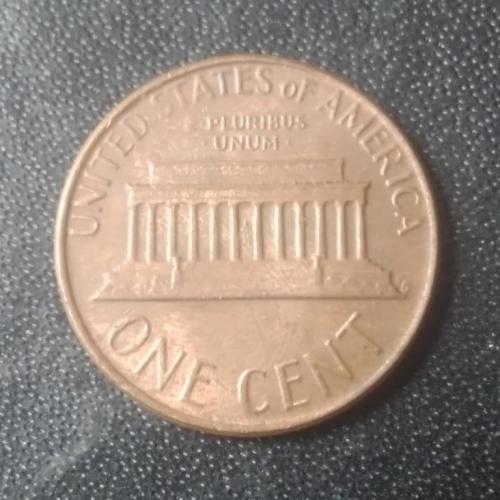 UNITED STATES OF AMERICA
PLURIBUS
UNUM
ONE CENT